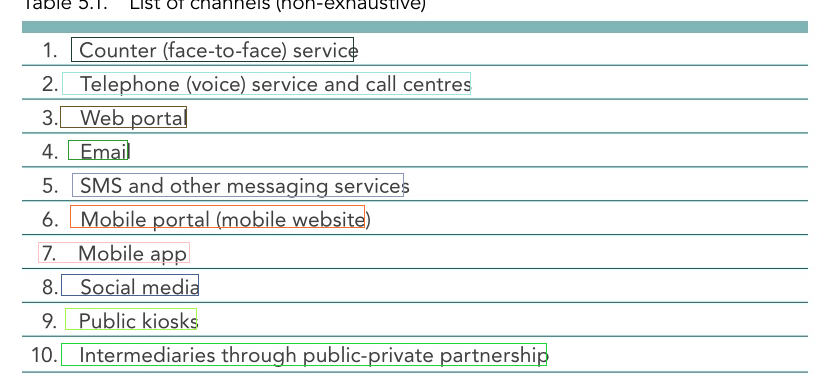 Table 5.1. List of channels (non-exhaustive)
1. Counter (face-to-face) service
2. Telephone (voice) service and call centres
3. Web portal
4. Email
5. SMS and other messaging services
6. Mobile portal (mobile website)
7. Mobile app
8. Social media
9. Public kiosks
10. Intermediaries through public-private partnership